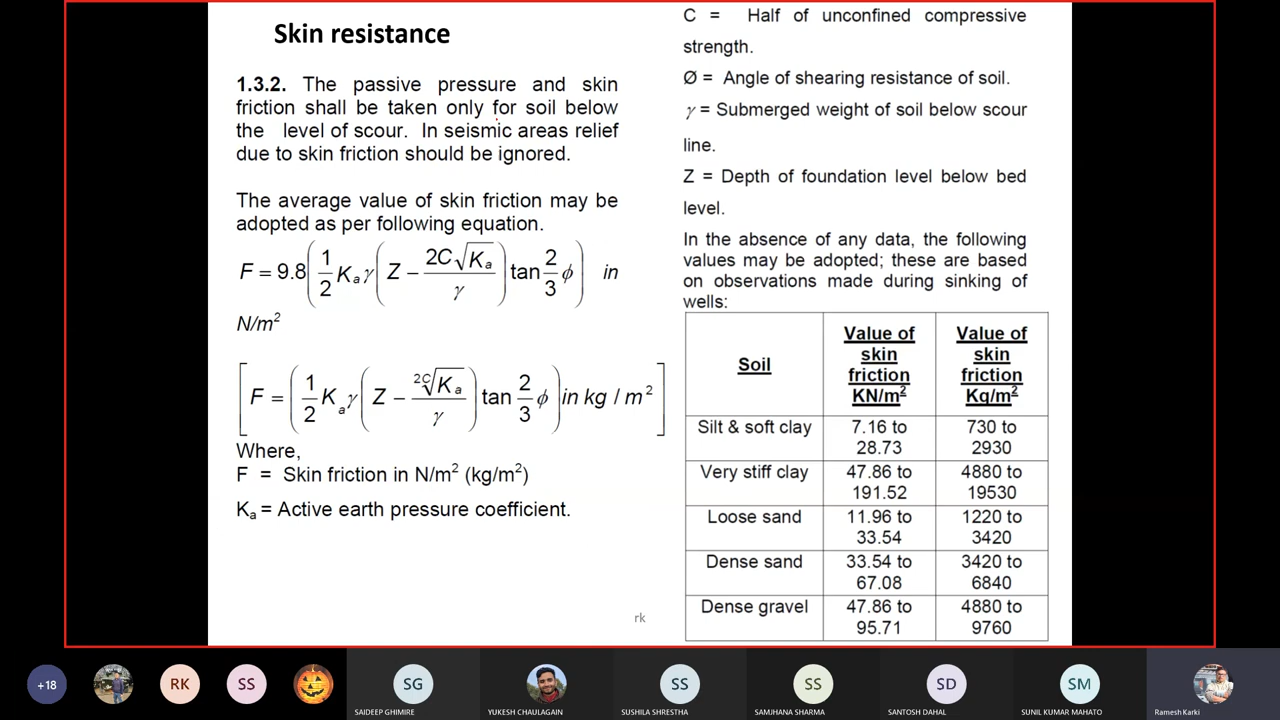 Skin resistance
1.3.2. The passive pressure and skin
friction shall be taken only for soil below
the level of scour. In seismic areas relief
due to skin friction should be ignored.
The average value of skin friction may be
adopted as per following equation.
F = 9.8(1/2 Kₐγ(Z − 2C√Kₐ/γ)tan 2/3 ϕ) in
N/m²
[F = (1/2 Kₐγ(Z − ²ᶜ√Kₐ/γ)tan 2/3 ϕ)in kg / m²]
Where,
F = Skin friction in N/m² (kg/m²)
Kₐ = Active earth pressure coefficient.
C = Half of unconfined compressive
strength.
Ø = Angle of shearing resistance of soil.
γ = Submerged weight of soil below scour
line.
Z = Depth of foundation level below bed
level.
In the absence of any data, the following
values may be adopted; these are based
on observations made during sinking of
wells:
Soil
Value of
skin
friction
KN/m²
Value of
skin
friction
Kg/m²
Silt & soft clay
7.16 to
28.73
730 to
2930
Very stiff clay
47.86 to
191.52
4880 to
19530
Loose sand
11.96 to
33.54
1220 to
3420
Dense sand
33.54 to
67.08
3420 to
6840
Dense gravel
47.86 to
95.71
4880 to
9760
rk
+18
RK
SS
SG
SS
SS
SD
SM
SAIDEEP GHIMIRE
YUKESH CHAULAGAIN
SUSHILA SHRESTHA
SAMJHANA SHARMA
SANTOSH DAHAL
SUNIL KUMAR MAHATO
Ramesh Karki